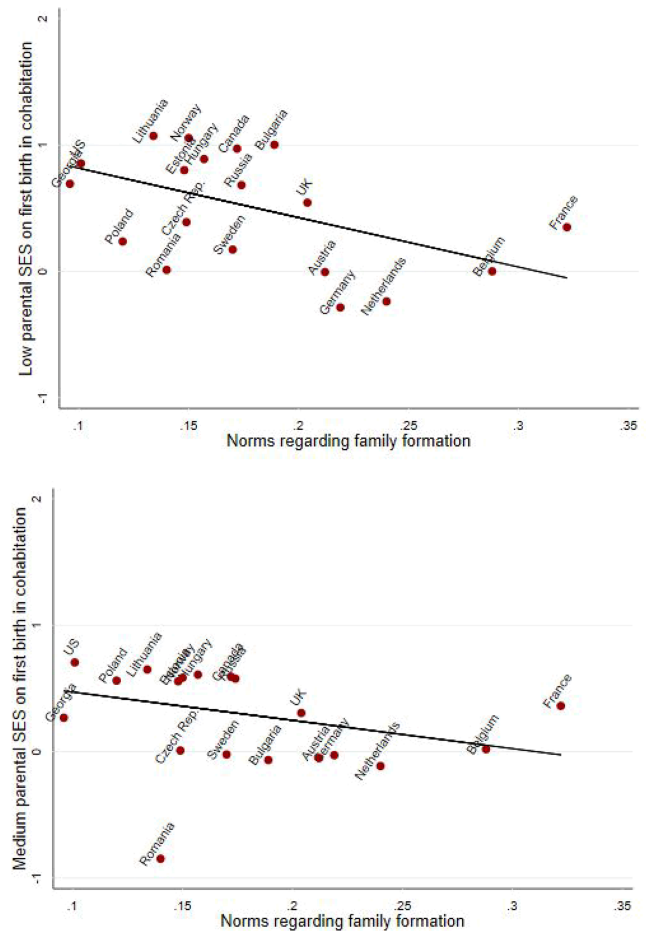 Low parental SES on first birth in cohabitation
2
1
0
-1
Georgia
US
Lithuania
Norway
Estonia
Hungary
Canada
Bulgaria
Russia
Poland
Czech Rep.
Romania
Sweden
UK
Austria
Germany
Netherlands
Belgium
France
.1 .15 .2 .25 .3 .35
Norms regarding family formation
Medium parental SES on first birth in cohabitation
2
1
0
-1
Georgia
US
Poland
Lithuania
Estonia
Norway
Hungary
Canada
Russia
Czech Rep.
Romania
Sweden
Bulgaria
UK
Austria
Germany
Netherlands
Belgium
France
.1 .15 .2 .25 .3 .35
Norms regarding family formation